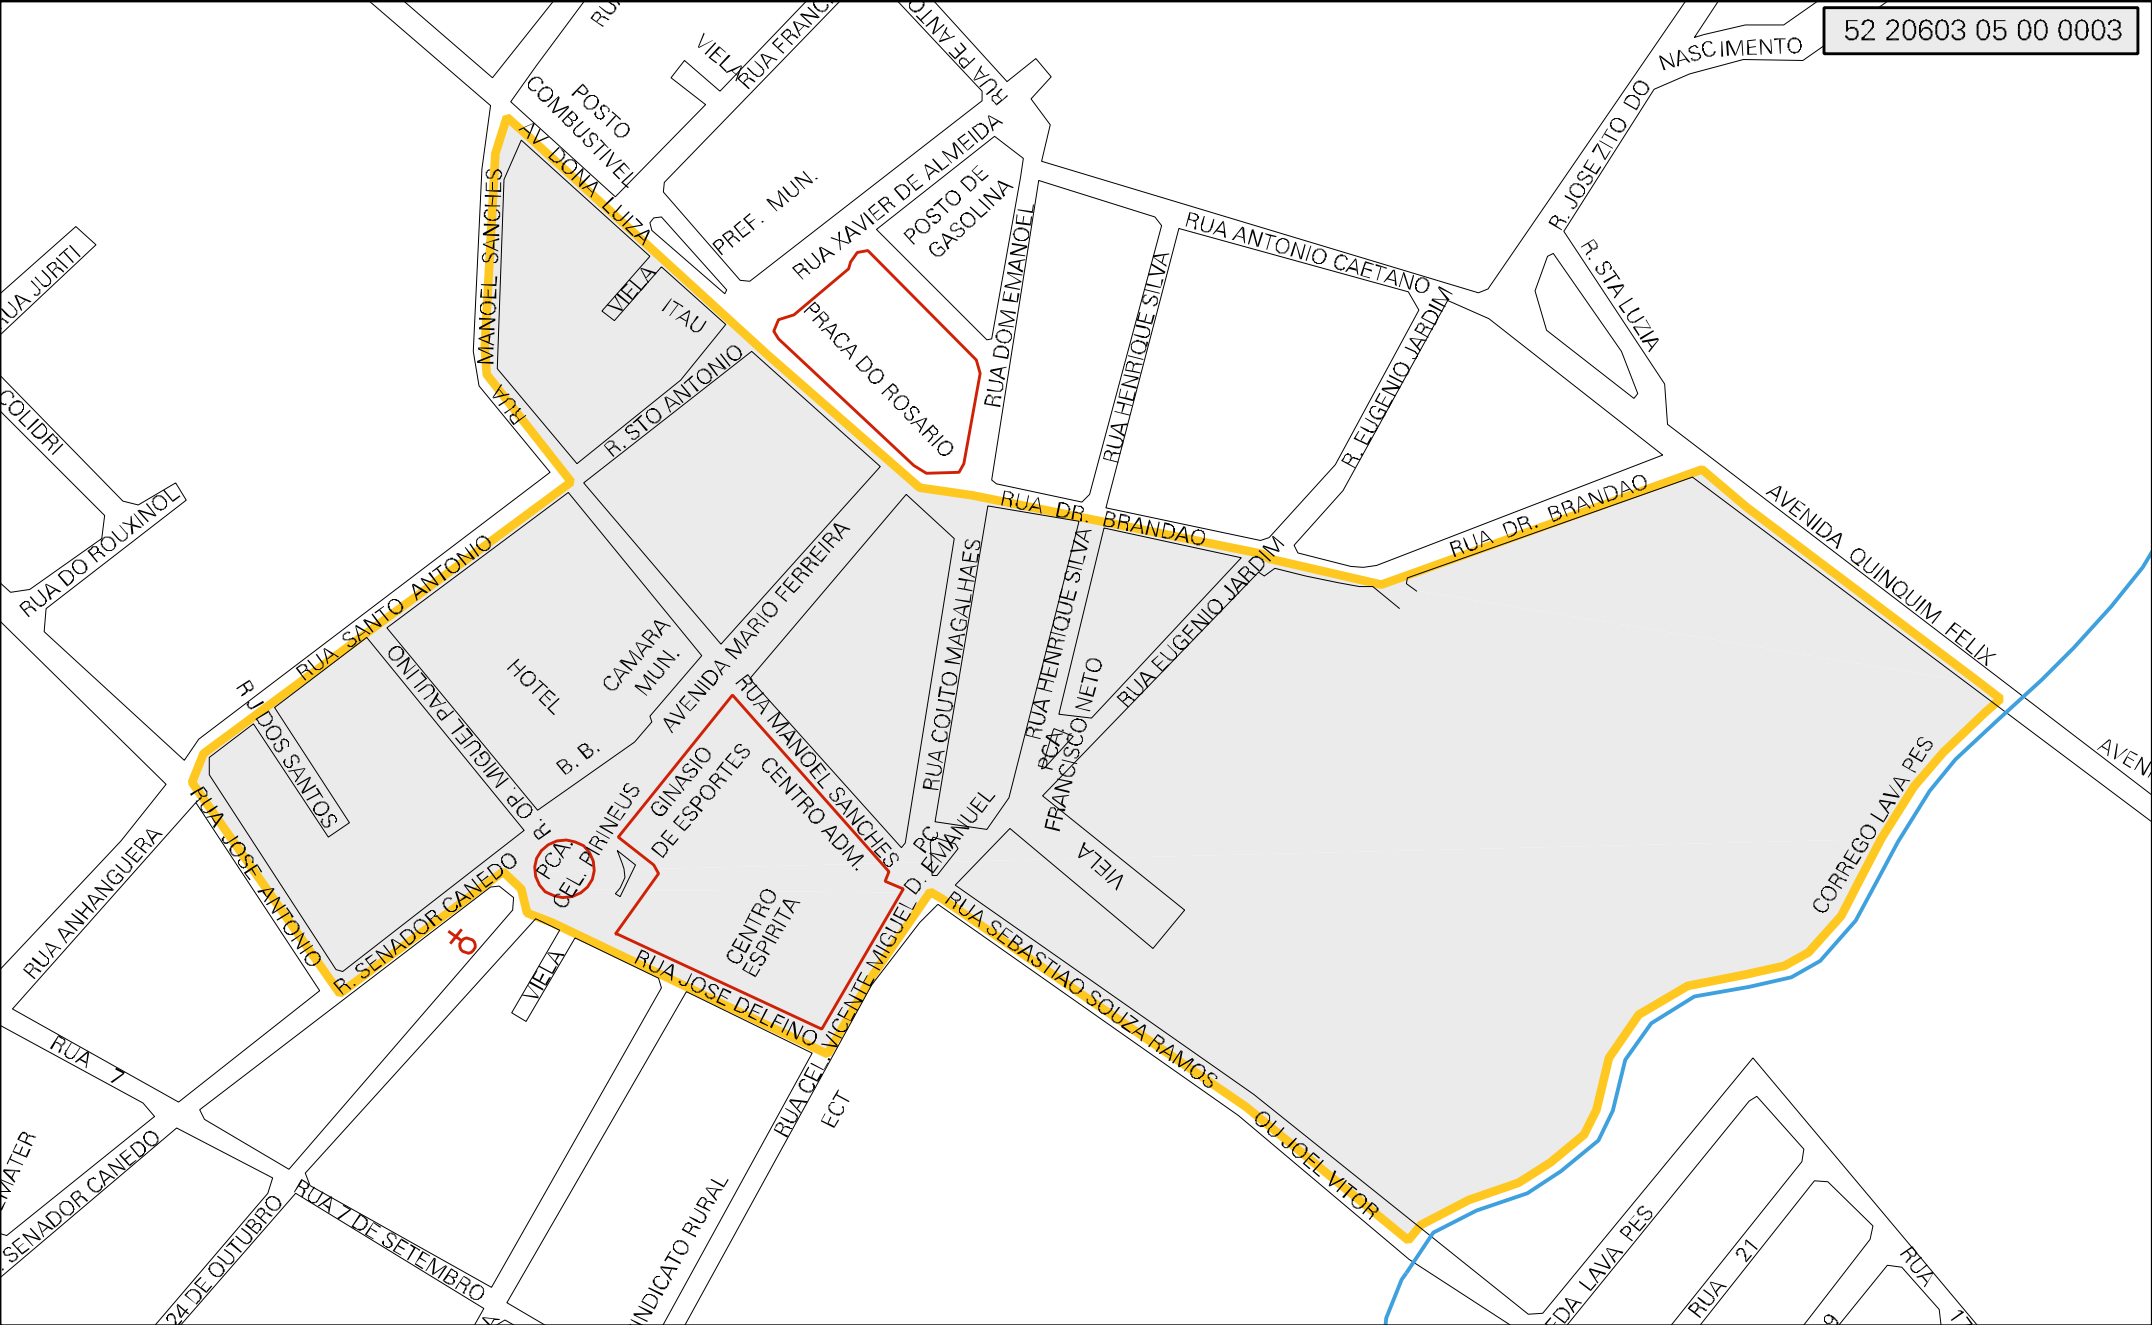 52 20603 05 00 0003
NASCIMENTO
R. JOSE ZITO DO
RUA FRANC
VIELA
RUA PE ANTO
POSTO
COMBUSTIVEL
AV. DONA LUIZA
PREF. MUN.
RUA XAVIER DE ALMEIDA
POSTO DE
GASOLINA
RUA DOM EMANOEL
RUA ANTONIO CAETANO
RUA HENRIQUE SILVA
R. EUGENIO JARDIM
R. STA LUZIA
RUA JURITI
RUA MANOEL SANCHES
VIELA
ITAU
PRACA DO ROSARIO
R. STO ANTONIO
COLIDRI
RUA DO ROUXINOL
RUA DR. BRANDAO
RUA DR. BRANDAO
AVENIDA QUINQUIM FELIX
AVEN
RUA SANTO ANTONIO
AVENIDA MARIO FERREIRA
RUA COUTO MAGALHAES
RUA HENRIQUE SILVA
RUA EUGENIO JARDIM
PCA.
FRANCISCO NETO
HOTEL
CAMARA
MUN.
B. B.
R. OP. MIGUEL PAULINO
R. DOS SANTOS
RUA MANOEL SANCHES
GINASIO
DE ESPORTES
CENTRO ADM.
PCA.
CEL. PIRINEUS
CENTRO
ESPIRITA
PC.
D. EMANUEL
VIELA
CORREGO LAVA PES
RUA JOSE ANTONIO
RUA ANHANGUERA
R. SENADOR CANEDO
VIELA
RUA JOSE DELFINO
RUA CEL. VICENTE MIGUEL
RUA SEBASTIAO SOUZA RAMOS
OU JOEL VITOR
ECT
RUA 7
EMATER
SENADOR CANEDO
24 DE OUTUBRO
RUA 7 DE SETEMBRO
INDICATO RURAL
EDA LAVA PES
RUA 21
RUA 17
9